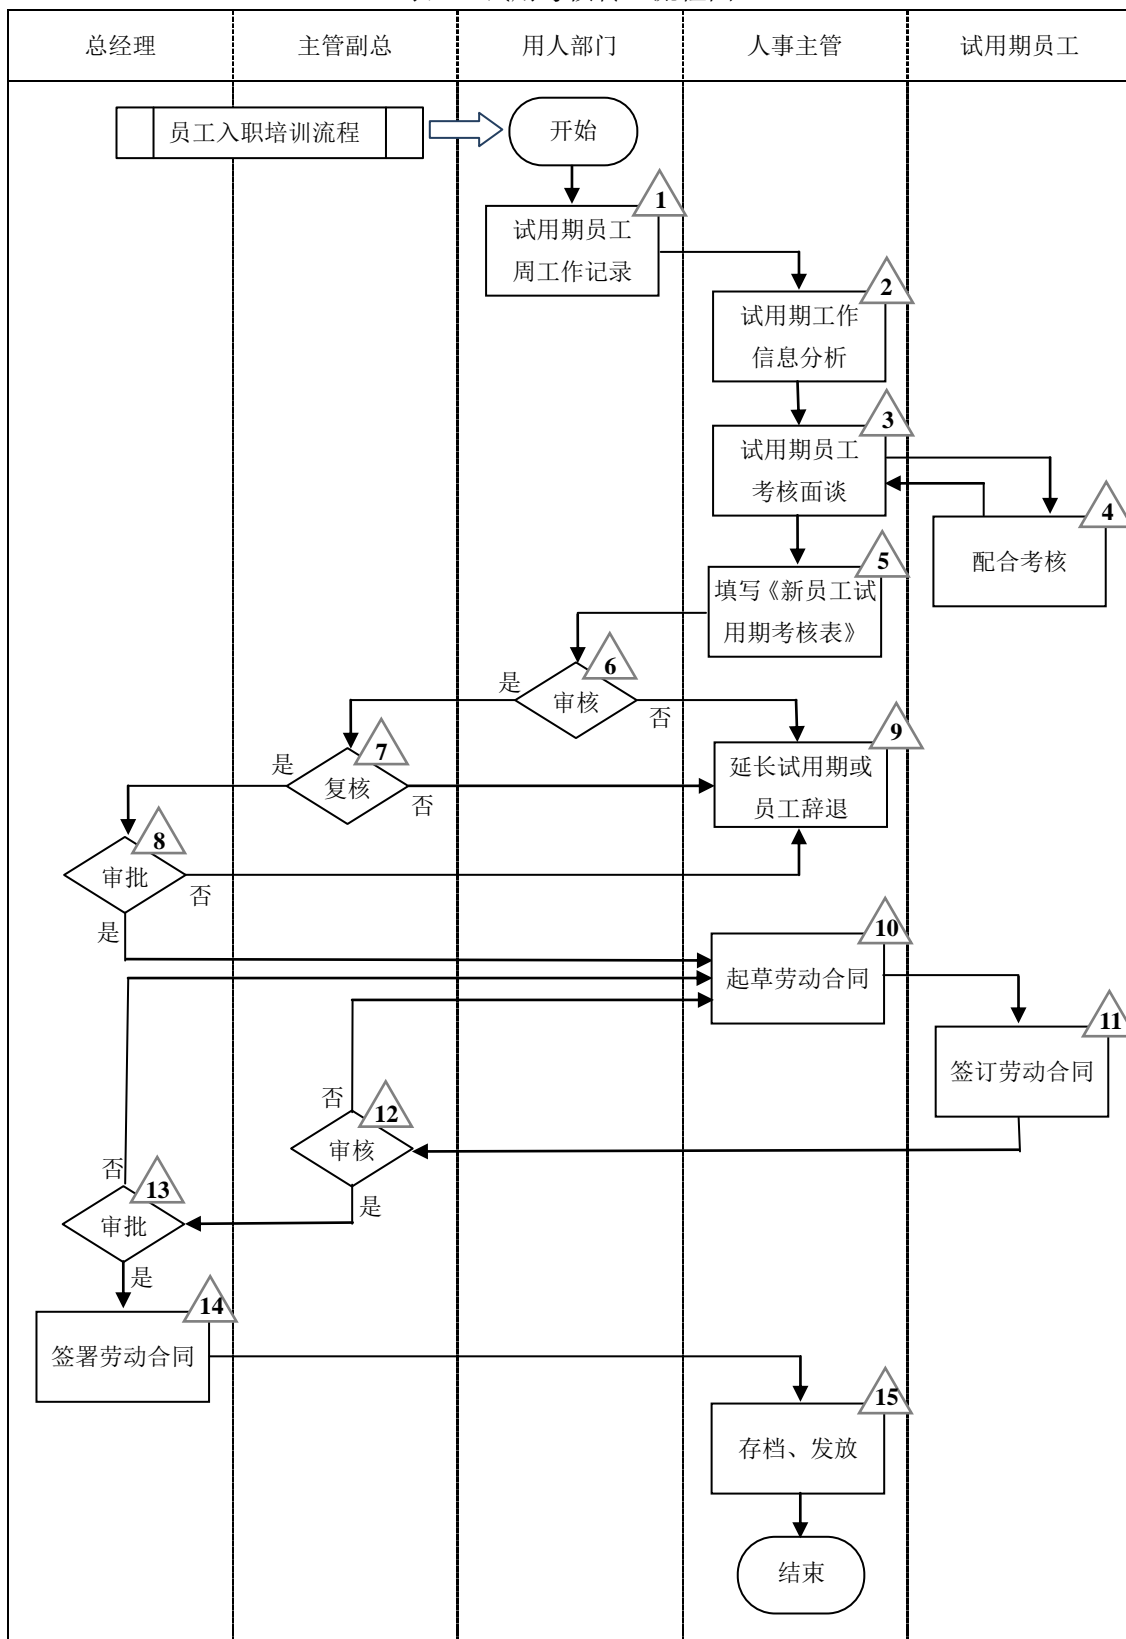 总经理
主管副总
用人部门
人事主管
试用期员工
员工入职培训流程
开始
1
试用期员工
周工作记录
2
试用期工作
信息分析
3
试用期员工
考核面谈
4
配合考核
5
填写《新员工试
用期考核表》
6
是
审核
否
7
是
复核
否
9
延长试用期或
员工辞退
8
审批
否
是
10
起草劳动合同
11
签订劳动合同
否
12
审核
是
否
13
审批
是
14
签署劳动合同
15
存档、发放
结束